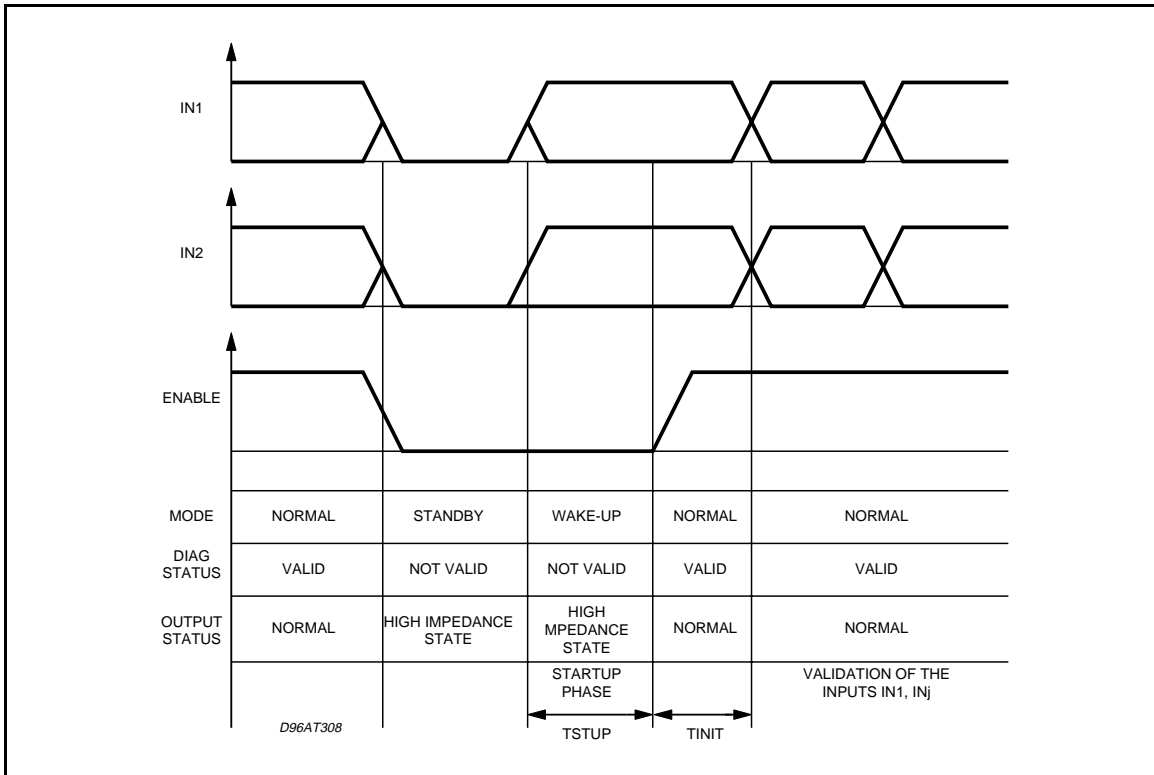 IN1
IN2
ENABLE
MODE NORMAL STANDBY WAKE-UP NORMAL NORMAL
DIAG
STATUS VALID NOT VALID NOT VALID VALID VALID
OUTPUT
STATUS NORMAL HIGH IMPEDANCE
STATE HIGH
MPEDANCE
STATE NORMAL NORMAL
STARTUP
PHASE
VALIDATION OF THE
INPUTS IN1, INj
D96AT308
TSTUP
TINIT